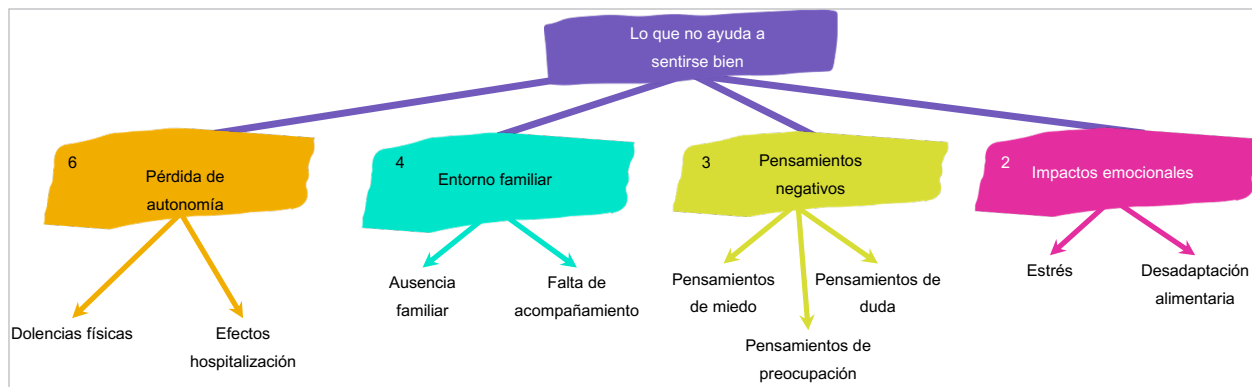 Lo que no ayuda a
sentirse bien
6
Pérdida de
autonomía
4
Entorno familiar
3
Pensamientos
negativos
2
Impactos emocionales
Dolencias físicas
Efectos
hospitalización
Ausencia
familiar
Falta de
acompañamiento
Pensamientos
de miedo
Pensamientos de
preocupación
Pensamientos de
duda
Estrés
Desadaptación
alimentaria